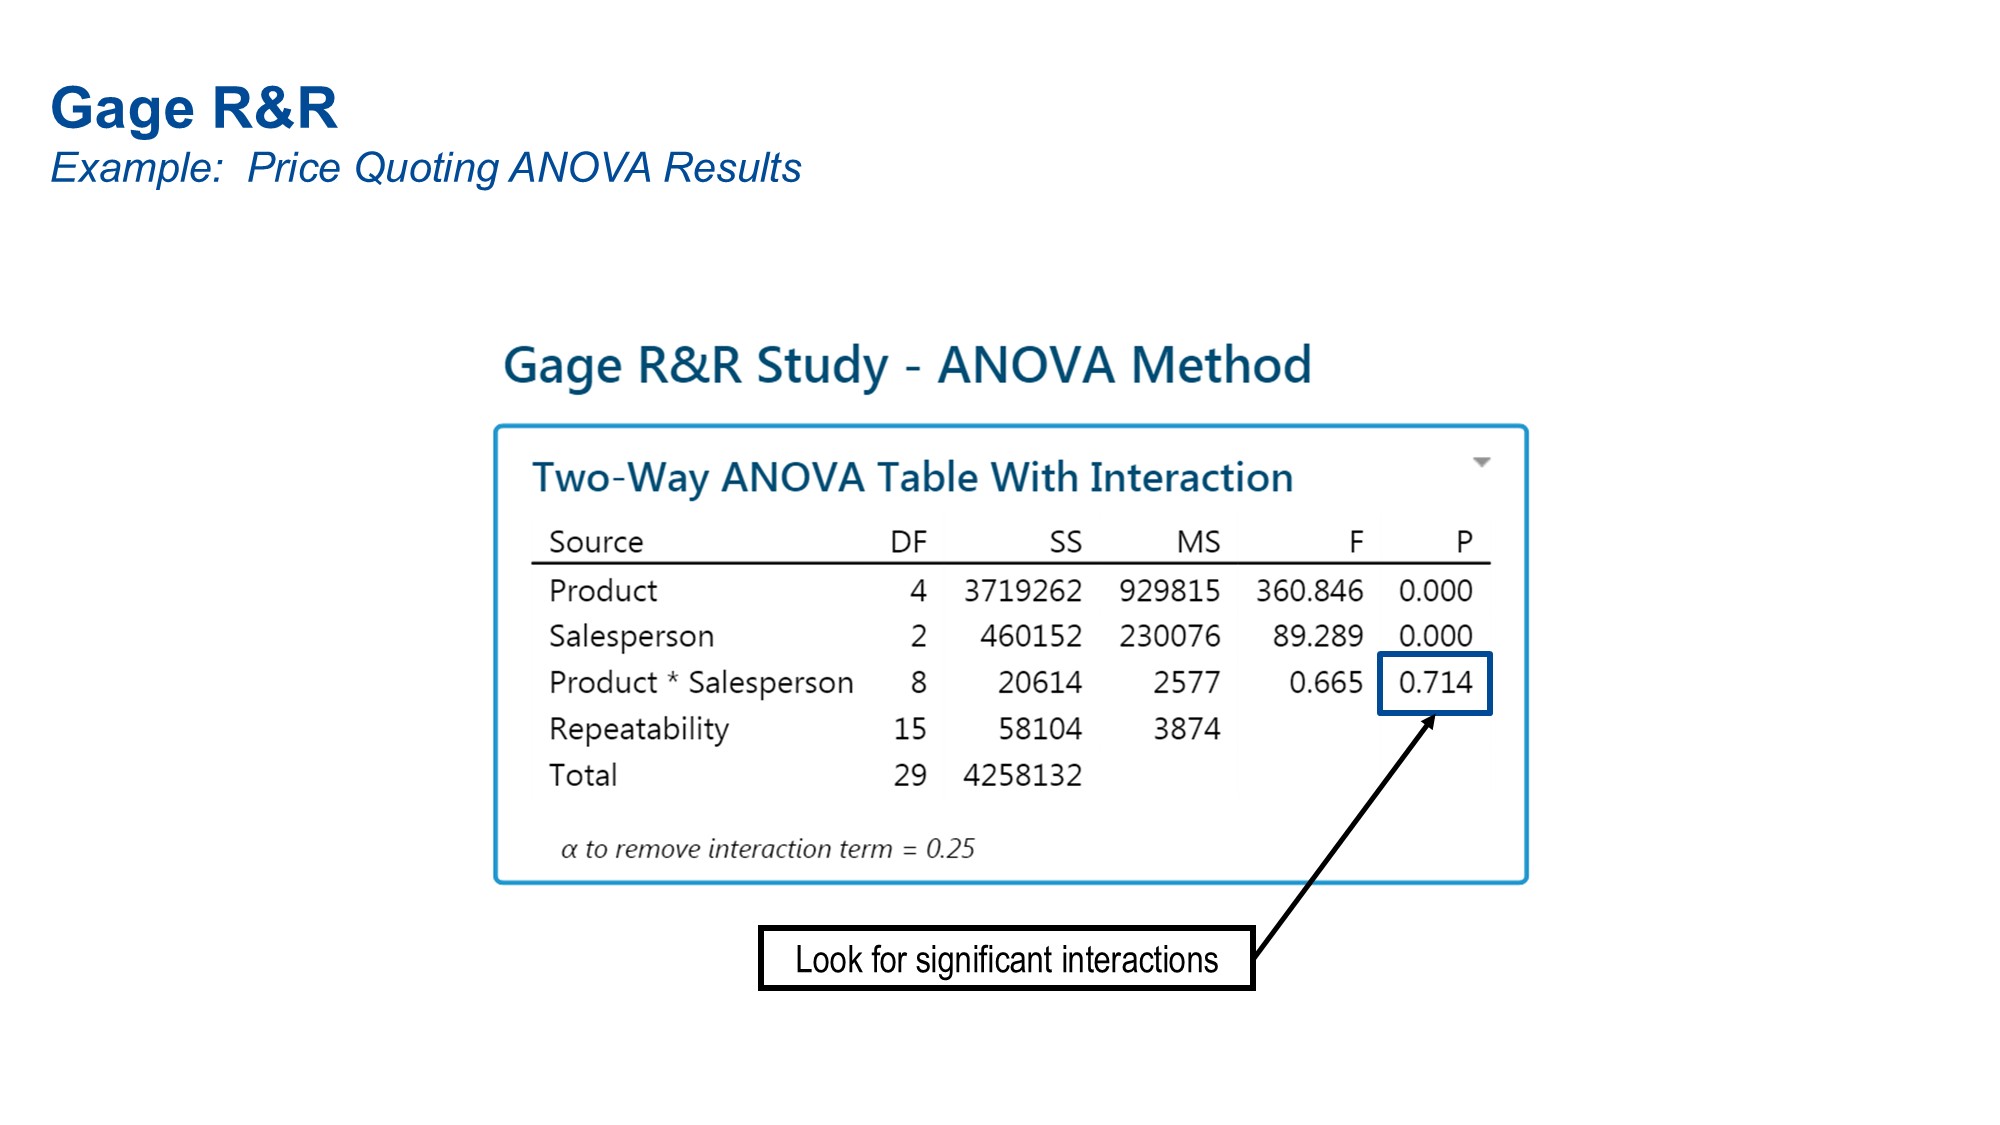 Gage R&R
Example:  Price Quoting ANOVA Results
Gage R&R Study - ANOVA Method
Two-Way ANOVA Table With Interaction
Source DF SS MS F P
Product 4 3719262 929815 360.846 0.000
Salesperson 2 460152 230076 89.289 0.000
Product * Salesperson 8 20614 2577 0.665 0.714
Repeatability 15 58104 3874
Total 29 4258132
α to remove interaction term = 0.25
Look for significant interactions